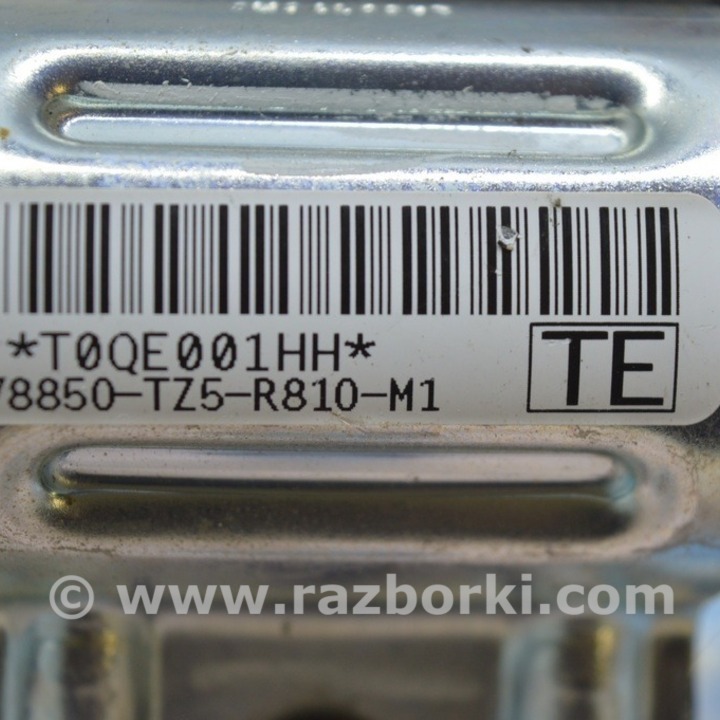 *T0QE001HH*
78850-TZ5-R810-M1
TE
© www.razborki.com